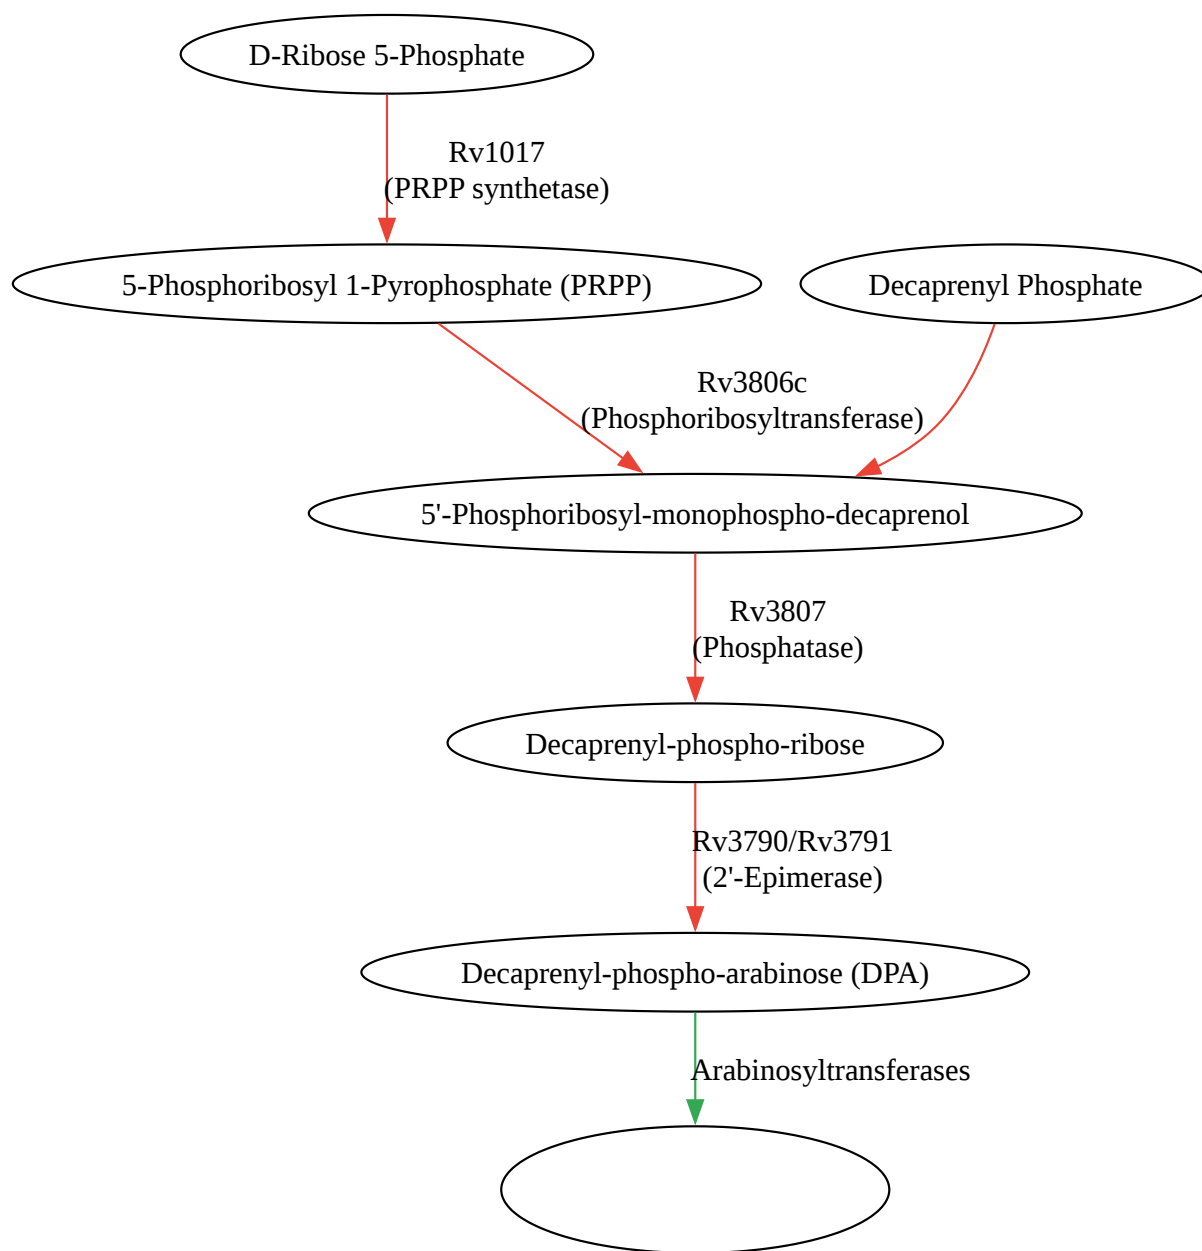 D-Ribose 5-Phosphate
Rv1017
(PRPP synthetase)
5-Phosphoribosyl 1-Pyrophosphate (PRPP)
Decaprenyl Phosphate
Rv3806c
(Phosphoribosyltransferase)
5'-Phosphoribosyl-monophospho-decaprenol
Rv3807
(Phosphatase)
Decaprenyl-phospho-ribose
Rv3790/Rv3791
(2'-Epimerase)
Decaprenyl-phospho-arabinose (DPA)
Arabinosyltransferases